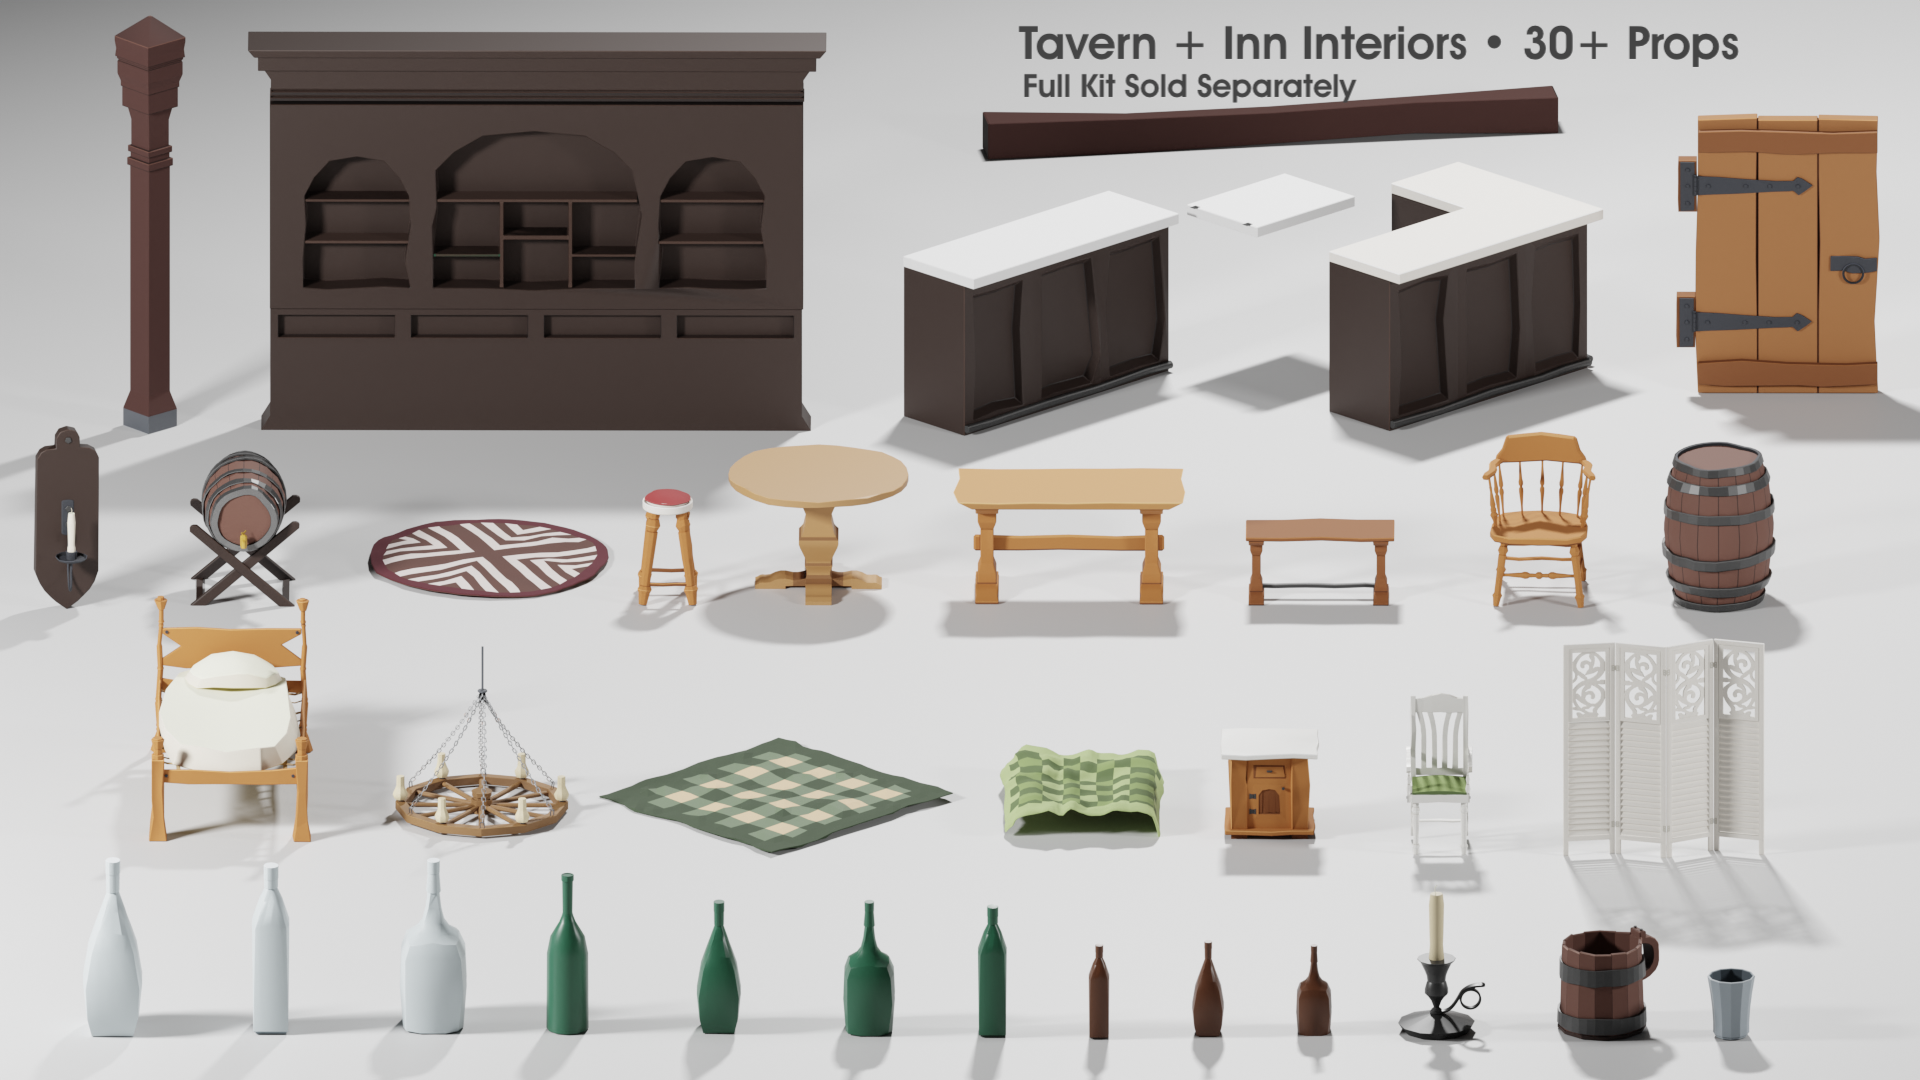 Tavern + Inn Interiors • 30+ Props
Full Kit Sold Separately